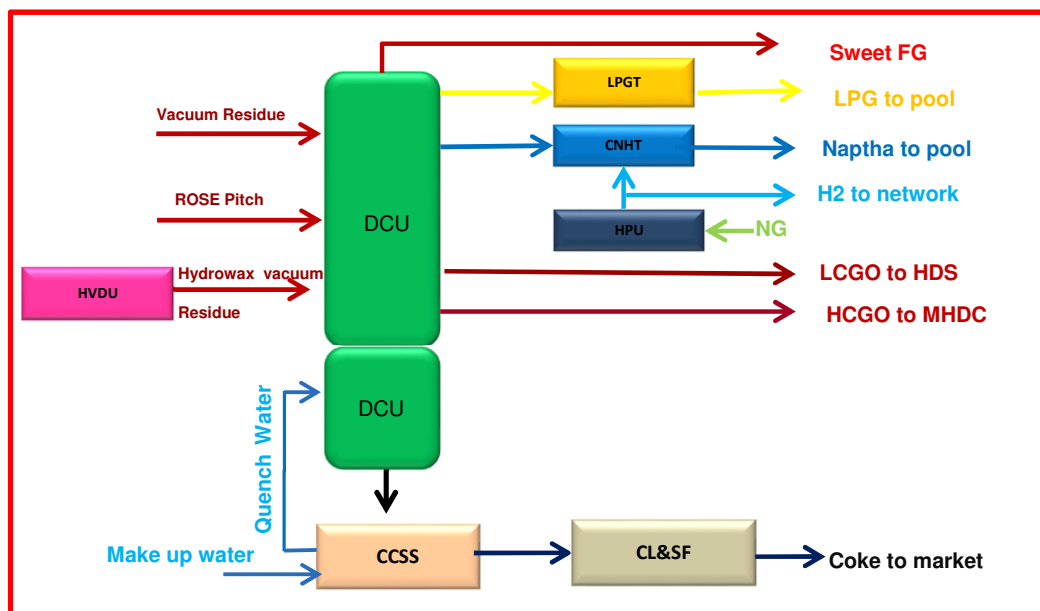 Sweet FG
LPGT
LPG to pool
Vacuum Residue
CNHT
Naptha to pool
ROSE Pitch
DCU
H2 to network
HPU
NG
Hydrowax vacuum
HVDU
Residue
LCGO to HDS
HCGO to MHDC
DCU
Quench Water
Make up water
CCSS
CL&SF
Coke to market